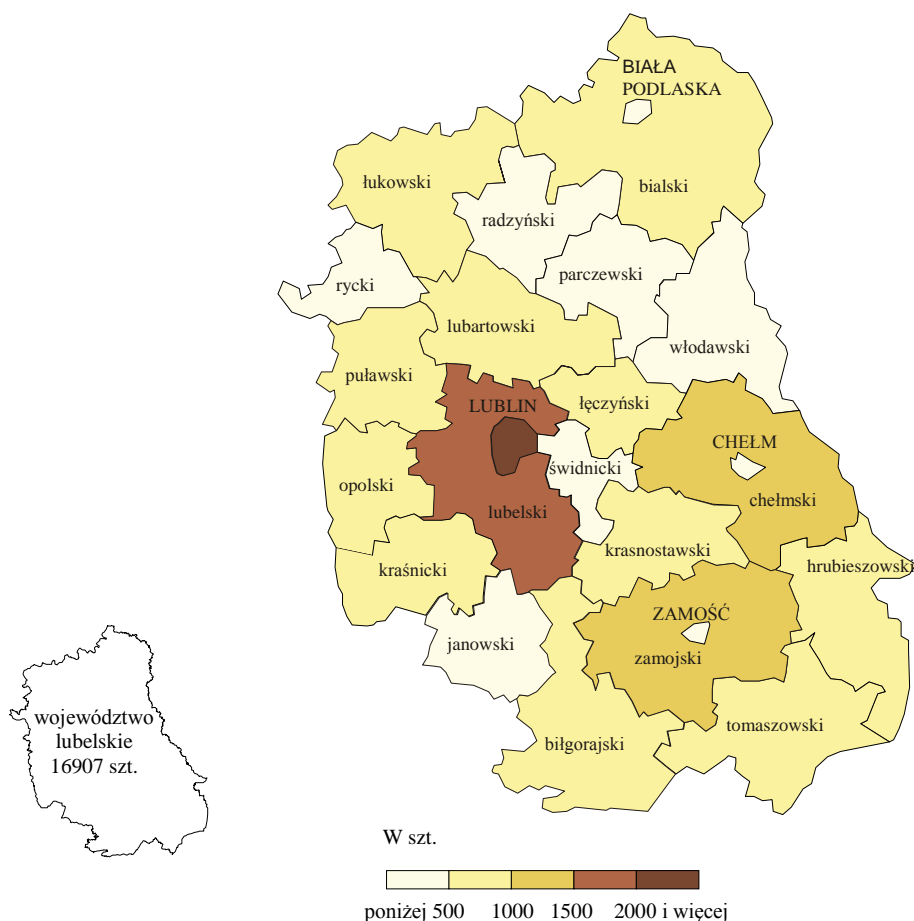 BIAŁA
PODLASKA
łukowski
bialski
radzyński
parczewski
rycki
lubartowski
włodawski
puławski
łęczyński
LUBLIN
CHEŁM
świdnicki
opolski
chełmski
lubelski
krasnostawski
hrubieszowski
kraśnicki
ZAMOŚĆ
janowski
zamojski
województwo
lubelskie
16907 szt.
tomaszowski
biłgorajski
W szt.
poniżej 500 1000 1500 2000 i więcej